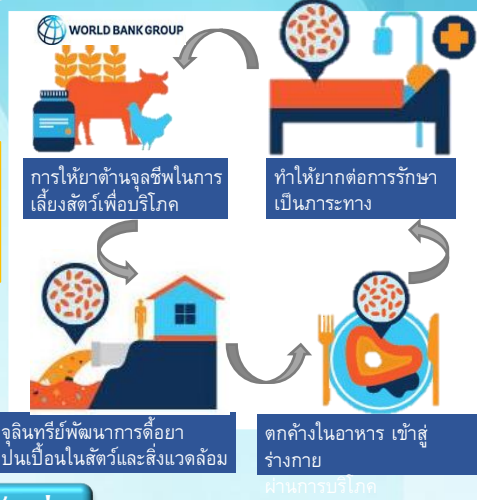 WORLD BANK GROUP
การให้ยาต้านจุลชีพในการ
เลี้ยงสัตว์เพื่อบริโภค
ทำให้ยากต่อการรักษา
เป็นภาระทาง
จุลินทรีย์พัฒนาการดื้อยา
ปนเปื้อนในสัตว์และสิ่งแวดล้อม
ตกค้างในอาหาร เข้าสู่
ร่างกาย
ผ่านการบริโภค